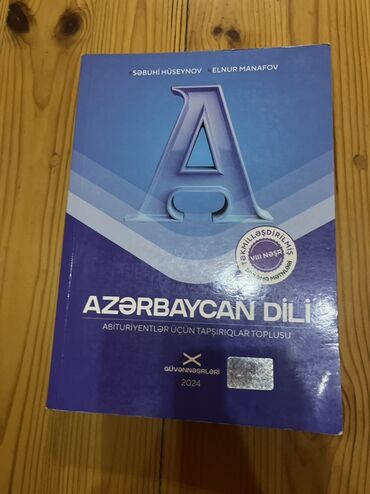 SƏBUHİ HÜSEYNOV ELNUR MANAFOV
A
TƏKMİLLƏŞDİRİLMİŞ
VIII NƏŞR
MƏTNLƏRİ
AZƏRBAYCAN DİLİ
ABİTURİYENTLƏR ÜÇÜN TAPŞIRIQLAR TOPLUSU
GÜVƏNNƏŞRLƏRİ
2024